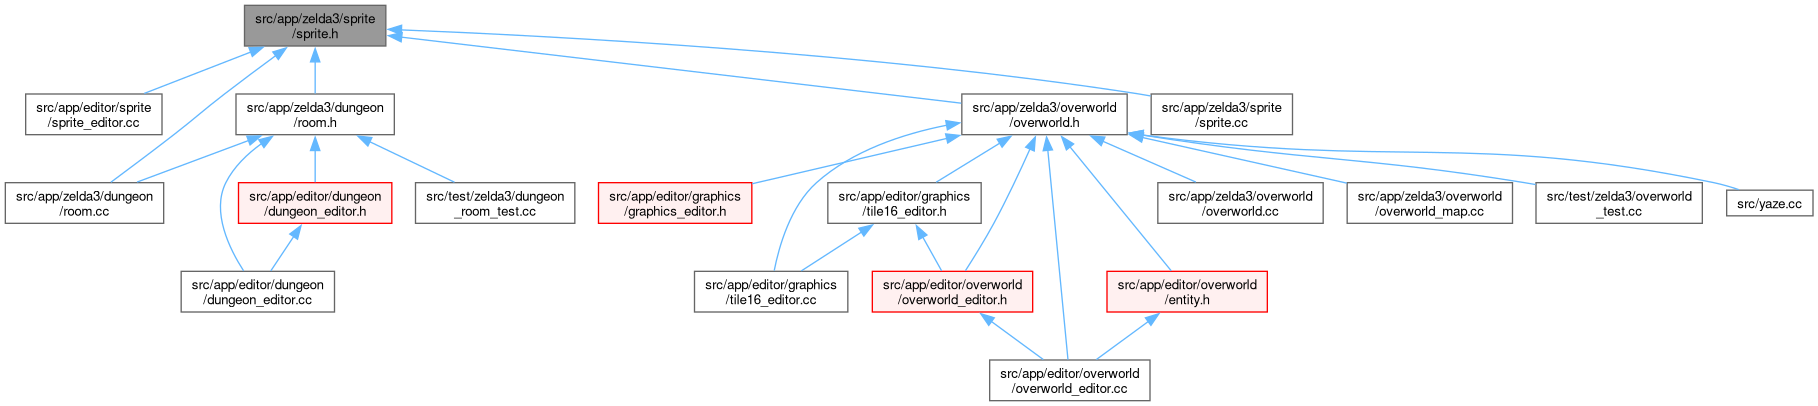 src/app/zelda3/sprite
/sprite.h
src/app/editor/sprite
/sprite_editor.cc
src/app/zelda3/dungeon
/room.h
src/app/zelda3/overworld
/overworld.h
src/app/zelda3/sprite
/sprite.cc
src/app/zelda3/dungeon
/room.cc
src/app/editor/dungeon
/dungeon_editor.h
src/test/zelda3/dungeon
_room_test.cc
src/app/editor/graphics
/graphics_editor.h
src/app/editor/graphics
/tile16_editor.h
src/app/zelda3/overworld
/overworld.cc
src/app/zelda3/overworld
/overworld_map.cc
src/test/zelda3/overworld
_test.cc
src/yaze.cc
src/app/editor/dungeon
/dungeon_editor.cc
src/app/editor/graphics
/tile16_editor.cc
src/app/editor/overworld
/overworld_editor.h
src/app/editor/overworld
/entity.h
src/app/editor/overworld
/overworld_editor.cc